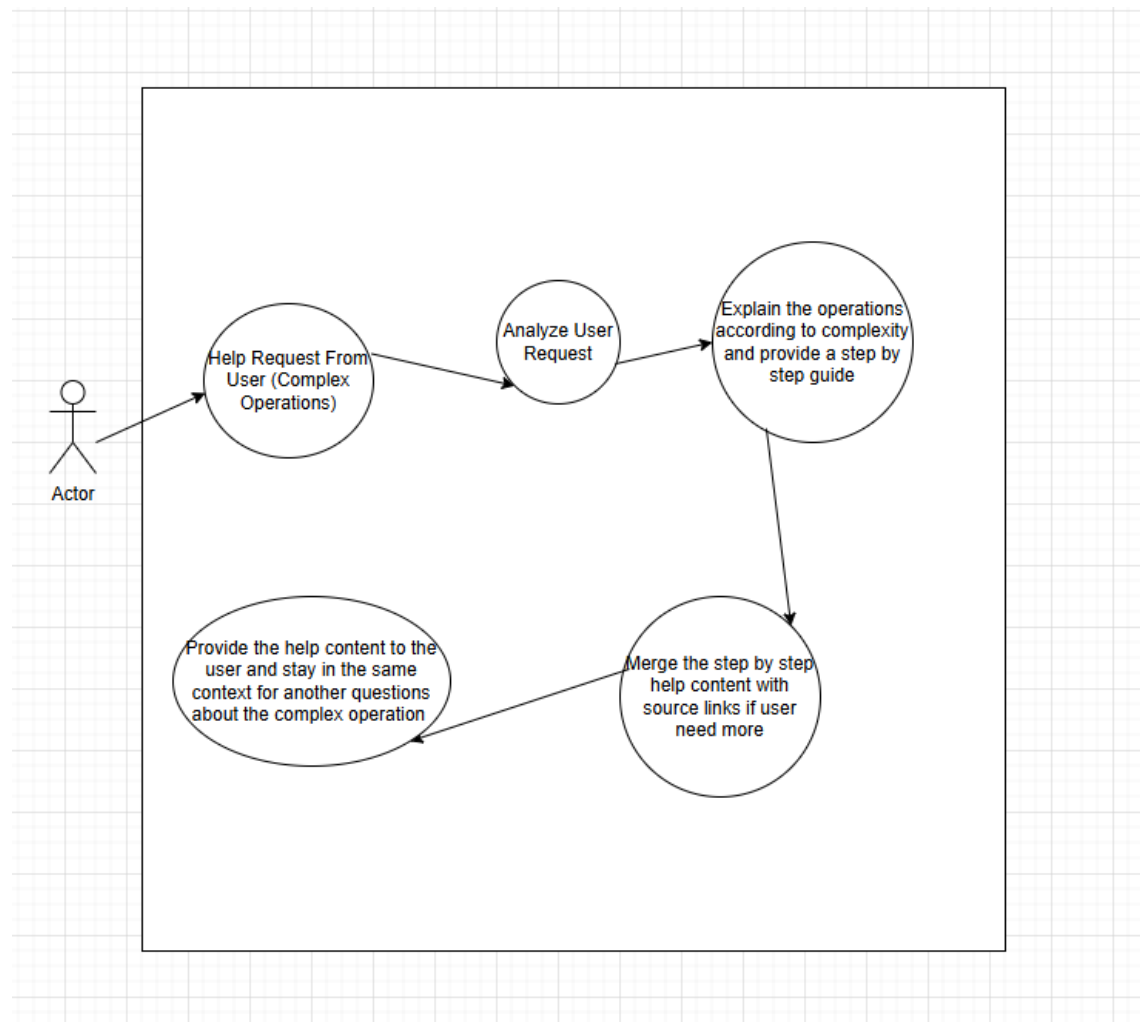 Help Request From
User (Complex
Operations)
Analyze User
Request
Explain the operations
according to complexity
and provide a step by
step guide
Actor
Provide the help content to the
user and stay in the same
context for another questions
about the complex operation
Merge the step by step
help content with
source links if user
need more